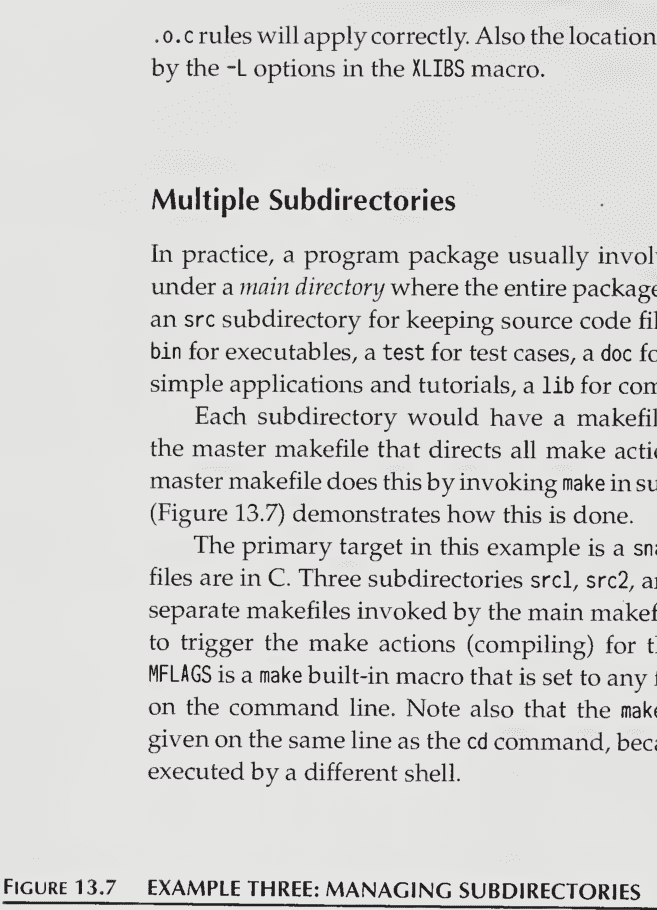 .o.c rules will apply correctly. Also the location
by the -L options in the XLIBS macro.
Multiple Subdirectories
In practice, a program package usually invol
under a main directory where the entire package
an src subdirectory for keeping source code fil
bin for executables, a test for test cases, a doc fo
simple applications and tutorials, a lib for com
Each subdirectory would have a makefil
the master makefile that directs all make actio
master makefile does this by invoking make in su
(Figure 13.7) demonstrates how this is done.
The primary target in this example is a sna
files are in C. Three subdirectories src1, src2, an
separate makefiles invoked by the main makef
to trigger the make actions (compiling) for th
MFLAGS is a make built-in macro that is set to any f
on the command line. Note also that the make
given on the same line as the cd command, beca
executed by a different shell.
FIGURE 13.7 EXAMPLE THREE: MANAGING SUBDIRECTORIES